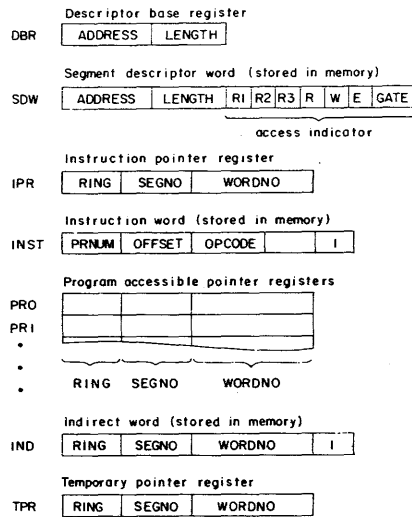 Descriptor base register
DBR ADDRESS LENGTH
Segment descriptor word (stored in memory)
SDW ADDRESS LENGTH R1 R2 R3 R W E GATE
access indicator
Instruction pointer register
IPR RING SEGNO WORDNO
Instruction word (stored in memory)
INST PRNUM OFFSET OPCODE I
Program accessible pointer registers
PR0
PR1
RING SEGNO WORDNO
Indirect word (stored in memory)
IND RING SEGNO WORDNO I
Temporary pointer register
TPR RING SEGNO WORDNO